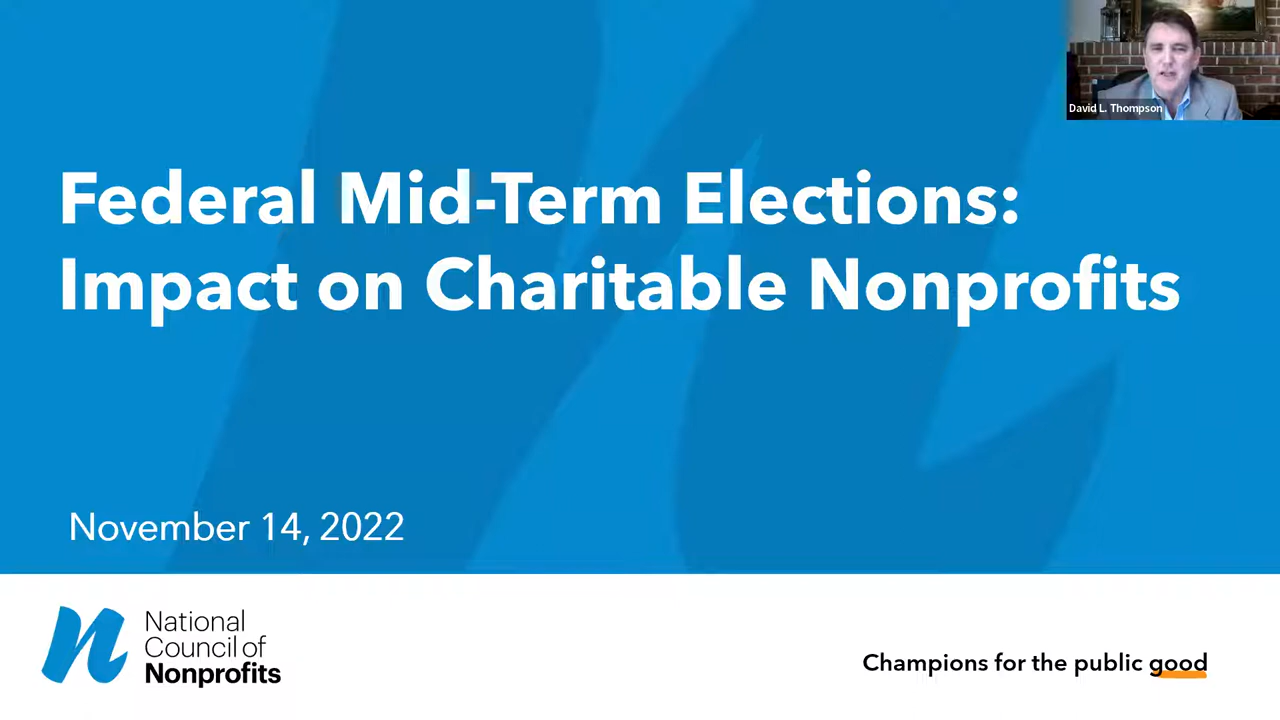 David L. Thompson
Federal Mid-Term Elections:
Impact on Charitable Nonprofits
November 14, 2022
National
Council of
Nonprofits
Champions for the public good